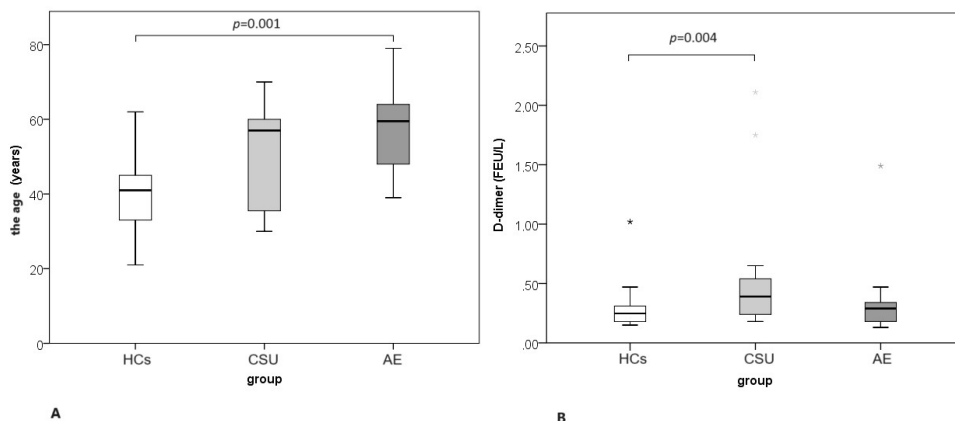 p=0.001
80
60
40
20
0
the age (years)
HCs
CSU
AE
group
A
p=0.004
2.50
2.00
1.50
1.00
.50
.00
D-dimer (FEU/L)
HCs
CSU
AE
group
B